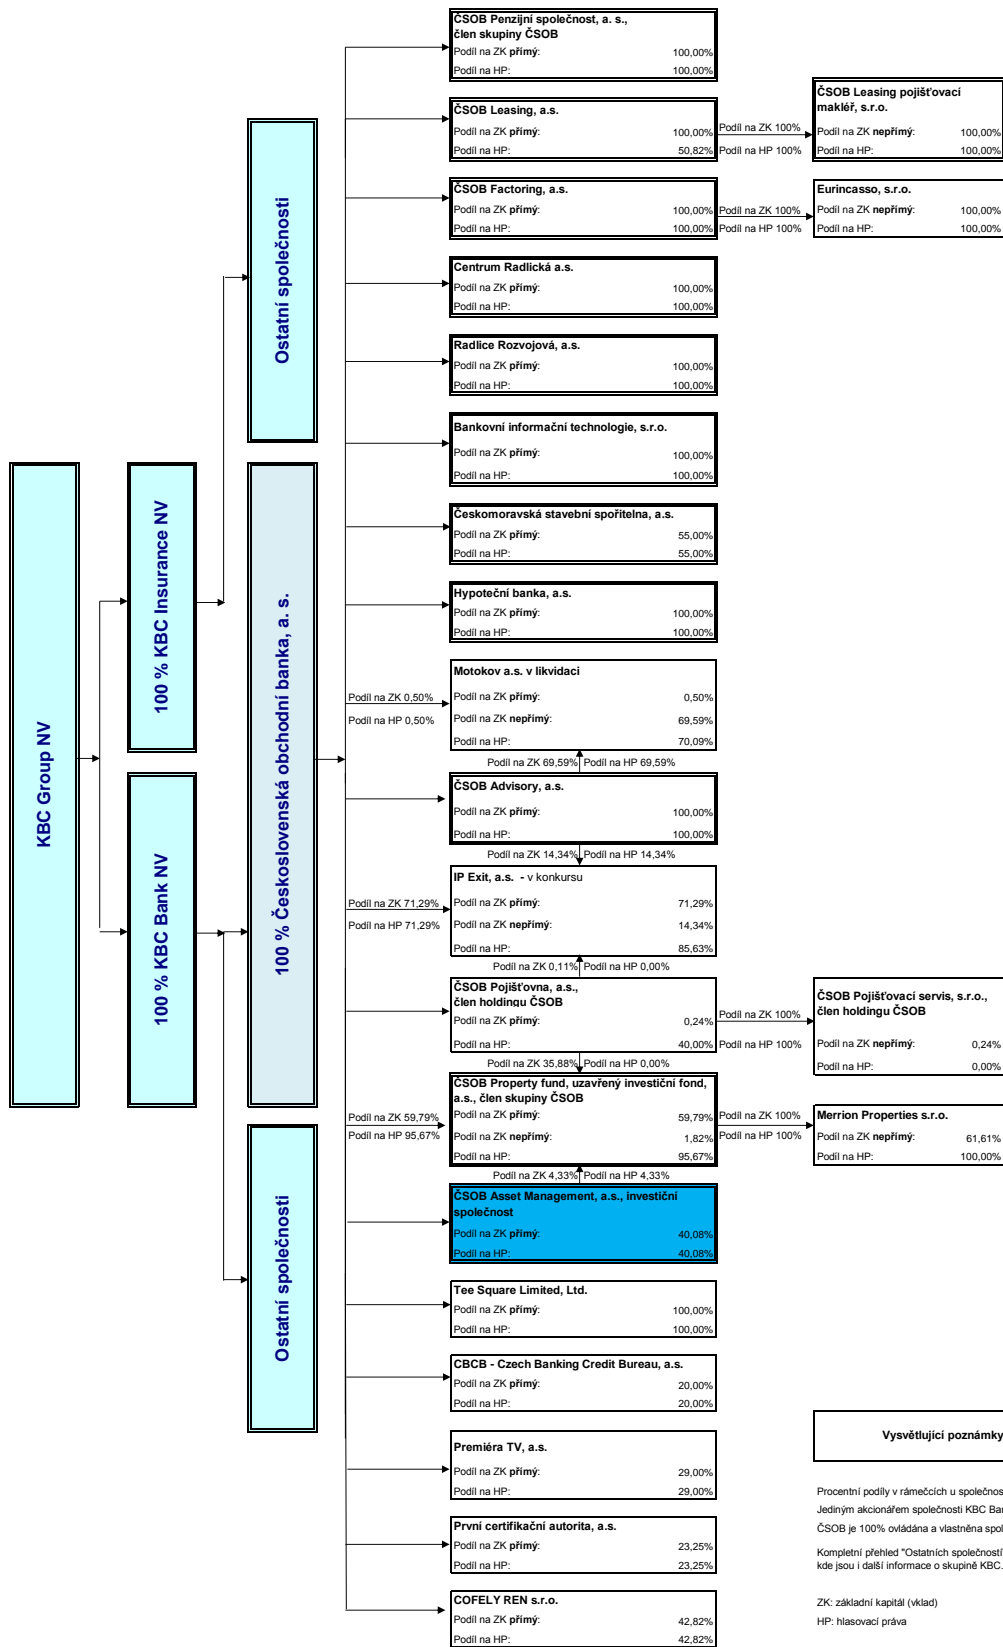 ČSOB Penzijní společnost, a. s.,
člen skupiny ČSOB
Podíl na ZK přímý: 100,00%
Podíl na HP: 100,00%
ČSOB Leasing, a.s.
Podíl na ZK přímý: 100,00%
Podíl na HP: 50,82%
Podíl na ZK 100%
Podíl na HP 100%
ČSOB Leasing pojišťovací
makléř, s.r.o.
Podíl na ZK nepřímý: 100,00%
Podíl na HP: 100,00%
ČSOB Factoring, a.s.
Podíl na ZK přímý: 100,00%
Podíl na HP: 100,00%
Podíl na ZK 100%
Podíl na HP 100%
Eurincasso, s.r.o.
Podíl na ZK nepřímý: 100,00%
Podíl na HP: 100,00%
Centrum Radlická a.s.
Podíl na ZK přímý: 100,00%
Podíl na HP: 100,00%
Radlice Rozvojová, a.s.
Podíl na ZK přímý: 100,00%
Podíl na HP: 100,00%
Bankovní informační technologie, s.r.o.
Podíl na ZK přímý: 100,00%
Podíl na HP: 100,00%
Českomoravská stavební spořitelna, a.s.
Podíl na ZK přímý: 55,00%
Podíl na HP: 55,00%
Hypoteční banka, a.s.
Podíl na ZK přímý: 100,00%
Podíl na HP: 100,00%
KBC Group NV
100 % KBC Insurance NV
100 % KBC Bank NV
Ostatní společnosti
100 % Československá obchodní banka, a. s.
Ostatní společnosti
Podíl na ZK 0,50%
Podíl na HP 0,50%
Motokov a.s. v likvidaci
Podíl na ZK přímý: 0,50%
Podíl na ZK nepřímý: 69,59%
Podíl na HP: 70,09%
Podíl na ZK 69,59% Podíl na HP 69,59%
ČSOB Advisory, a.s.
Podíl na ZK přímý: 100,00%
Podíl na HP: 100,00%
Podíl na ZK 14,34% Podíl na HP 14,34%
Podíl na ZK 71,29%
Podíl na HP 71,29%
IP Exit, a.s. - v konkursu
Podíl na ZK přímý: 71,29%
Podíl na ZK nepřímý: 14,34%
Podíl na HP: 85,63%
Podíl na ZK 0,11% Podíl na HP 0,00%
ČSOB Pojišťovna, a.s.,
člen holdingu ČSOB
Podíl na ZK přímý: 0,24%
Podíl na HP: 40,00%
Podíl na ZK 100%
Podíl na HP 100%
ČSOB Pojišťovací servis, s.r.o.,
člen holdingu ČSOB
Podíl na ZK nepřímý: 0,24%
Podíl na HP: 0,00%
Podíl na ZK 35,88% Podíl na HP 0,00%
Podíl na ZK 59,79%
Podíl na HP 95,67%
ČSOB Property fund, uzavřený investiční fond,
a.s., člen skupiny ČSOB
Podíl na ZK přímý: 59,79%
Podíl na ZK nepřímý: 1,82%
Podíl na HP: 95,67%
Podíl na ZK 100%
Podíl na HP 100%
Merrion Properties s.r.o.
Podíl na ZK nepřímý: 61,61%
Podíl na HP: 100,00%
Podíl na ZK 4,33% Podíl na HP 4,33%
ČSOB Asset Management, a.s., investiční
společnost
Podíl na ZK přímý: 40,08%
Podíl na HP: 40,08%
Tee Square Limited, Ltd.
Podíl na ZK přímý: 100,00%
Podíl na HP: 100,00%
CBCB - Czech Banking Credit Bureau, a.s.
Podíl na ZK přímý: 20,00%
Podíl na HP: 20,00%
Premiéra TV, a.s.
Podíl na ZK přímý: 29,00%
Podíl na HP: 29,00%
První certifikační autorita, a.s.
Podíl na ZK přímý: 23,25%
Podíl na HP: 23,25%
COFELY REN s.r.o.
Podíl na ZK přímý: 42,82%
Podíl na HP: 42,82%
Vysvětlující poznámky
Procentní podíly v rámečcích u společnos
Jediným akcionářem společnosti KBC Ba
ČSOB je 100% ovládána a vlastněna spol
Kompletní přehled "Ostatních společností"
kde jsou i další informace o skupině KBC.
ZK: základní kapitál (vklad)
HP: hlasovací práva